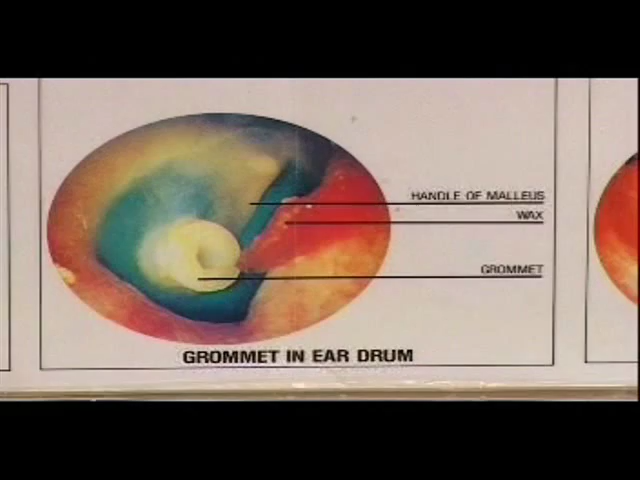 HANDLE OF MALLEUS
WAX
GROMMET
GROMMET IN EAR DRUM